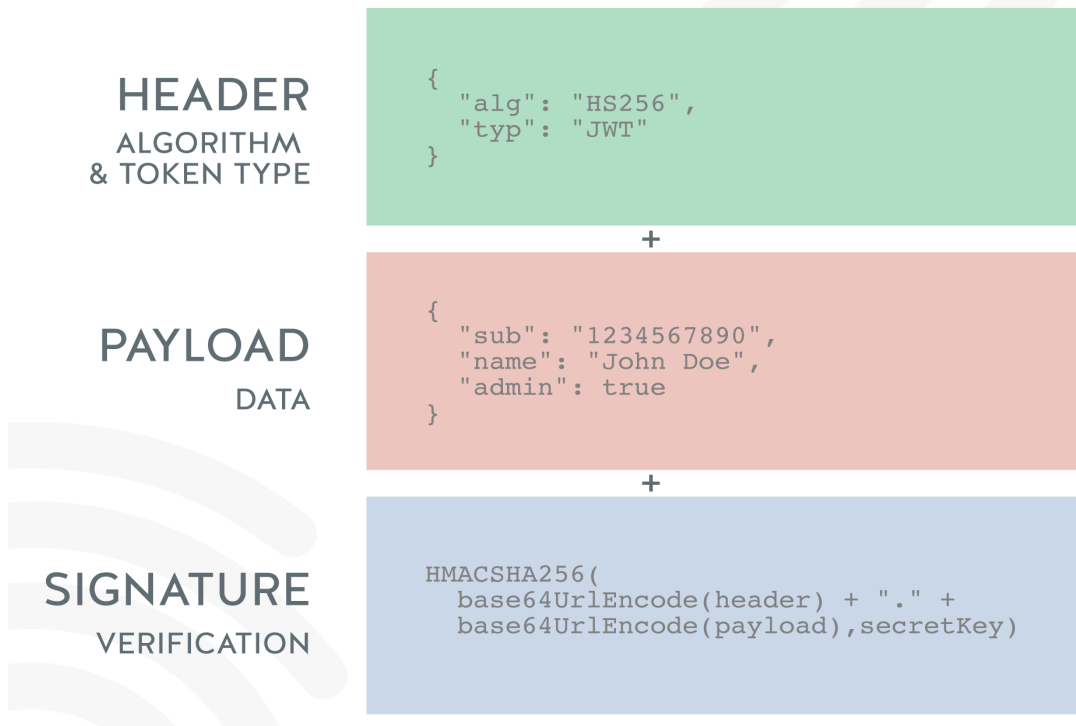 HEADER
ALGORITHM
& TOKEN TYPE
{
  "alg": "HS256",
  "typ": "JWT"
}
+
PAYLOAD
DATA
{
  "sub": "1234567890",
  "name": "John Doe",
  "admin": true
}
+
SIGNATURE
VERIFICATION
HMACSHA256(
  base64UrlEncode(header) + "." +
  base64UrlEncode(payload),secretKey)